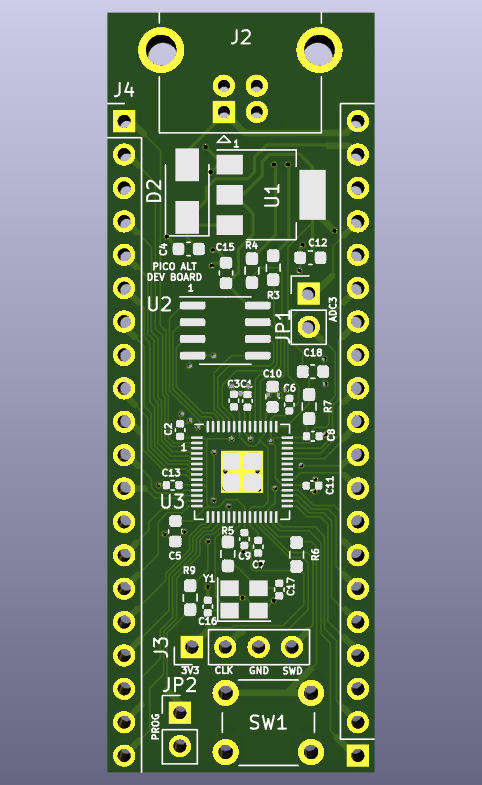 J2
J4
1
D2
U1
C4
C15
R4
C12
PICO ALT
DEV BOARD
R3
1
U2
JP1
ADC3
C18
C10
C3
C1
C6
R7
C2
C8
1
C13
C11
U3
R5
C9
C7
C5
R6
R9
Y1
C17
C16
J3
3V3
CLK
GND
SWD
JP2
PROG
SW1